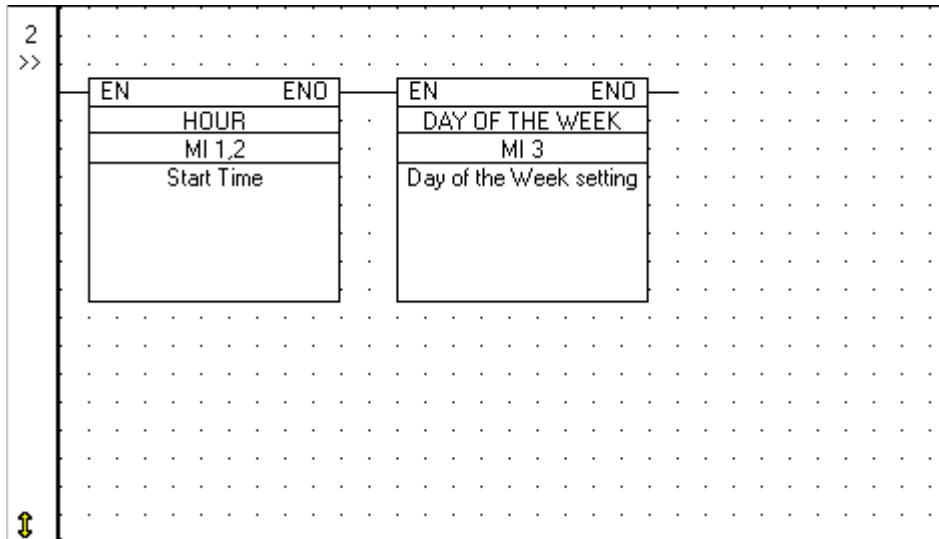 2
>>
EN ENO
HOUR
MI 1,2
Start Time
EN ENO
DAY OF THE WEEK
MI 3
Day of the Week setting